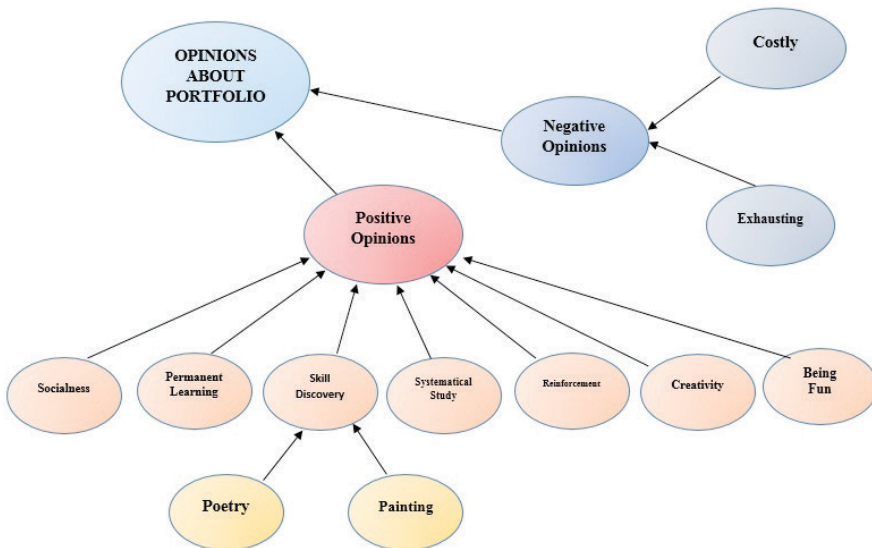 OPINIONS
ABOUT
PORTFOLIO
Costly
Negative
Opinions
Exhausting
Positive
Opinions
Socialness
Permanent
Learning
Skill
Discovery
Systematical
Study
Reinforcement
Creativity
Being
Fun
Poetry
Painting